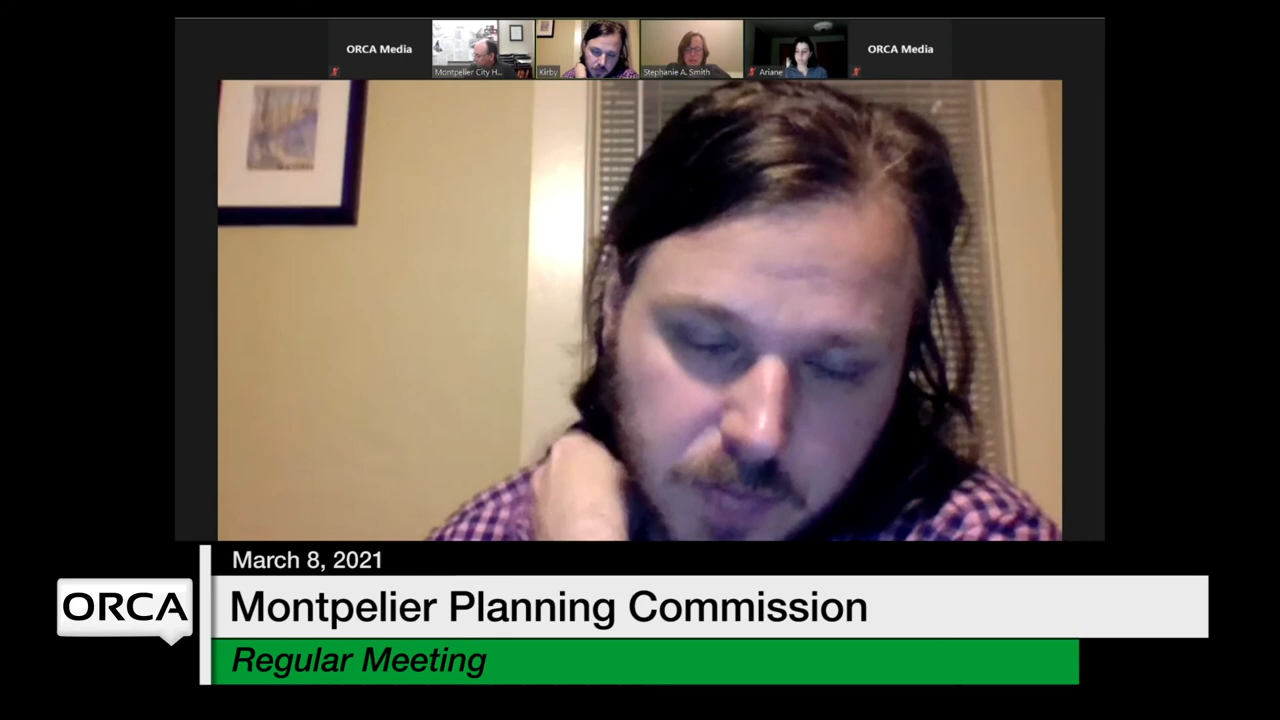 ORCA Media
Montpelier City H...
Kirby
Stephanie A. Smith
Ariane
ORCA Media
March 8, 2021
ORCA
Montpelier Planning Commission
Regular Meeting